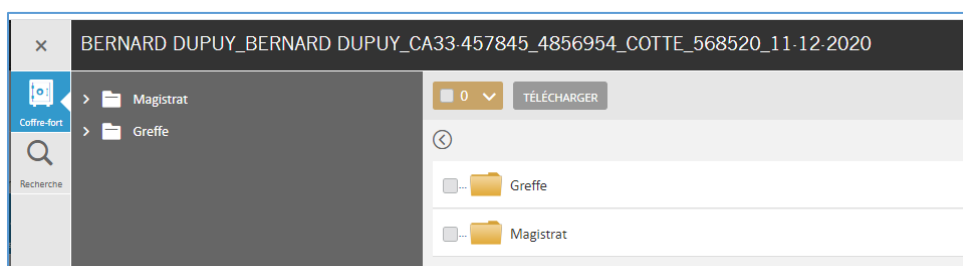 × BERNARD DUPUY_BERNARD DUPUY_CA33-457845_4856954_COTTE_568520_11-12-2020
Coffre-fort
Recherche
Magistrat
Greffe
0 TÉLÉCHARGER
Greffe
Magistrat